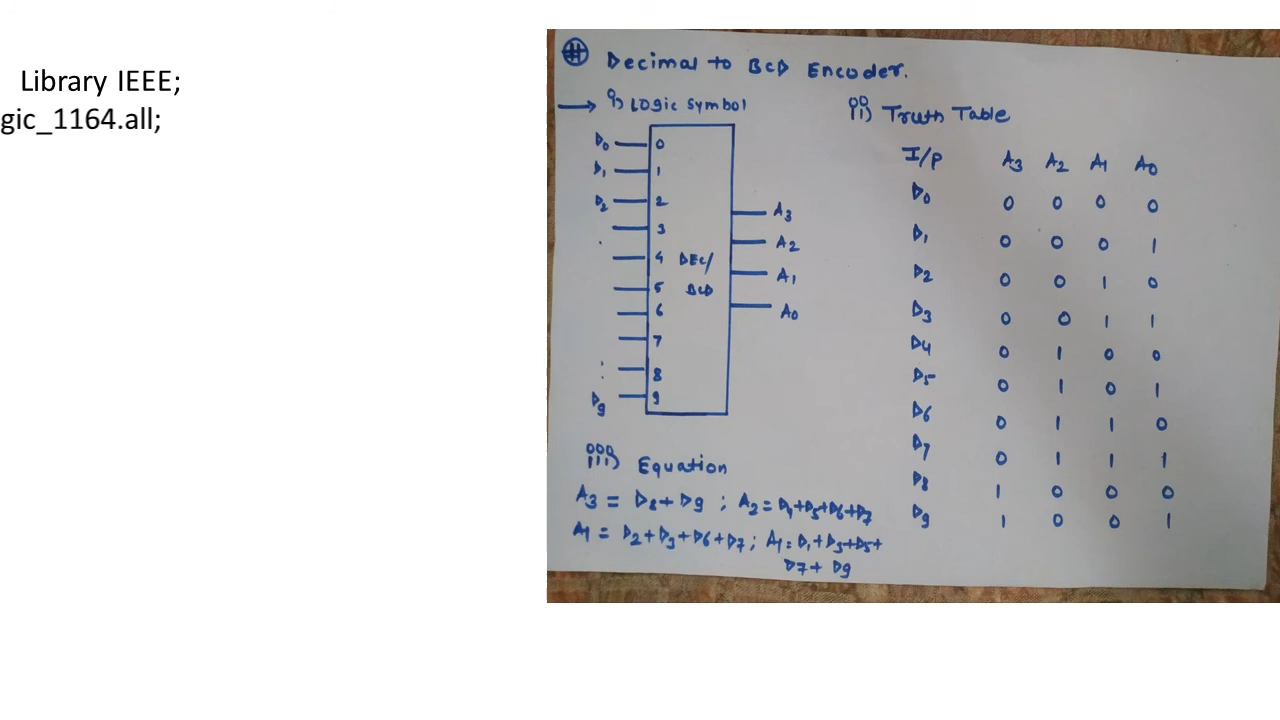 Library IEEE;
gic_1164.all;
# Decimal to BCD Encoder.
→ i) Logic Symbol
D0 0
D1 1
D2 2
3
4 DEC/
5 BCD
6
7
8
D9 9
A3
A2
A1
A0
ii) Truth Table
I/P A3 A2 A1 A0
D0 0 0 0 0
D1 0 0 0 1
D2 0 0 1 0
D3 0 0 1 1
D4 0 1 0 0
D5 0 1 0 1
D6 0 1 1 0
D7 0 1 1 1
D8 1 0 0 0
D9 1 0 0 1
iii) Equation
A3 = D8+D9 ; A2 = D4+D5+D6+D7
A1 = D2+D3+D6+D7 ; A1 = D1+D3+D5+
D7+ D9